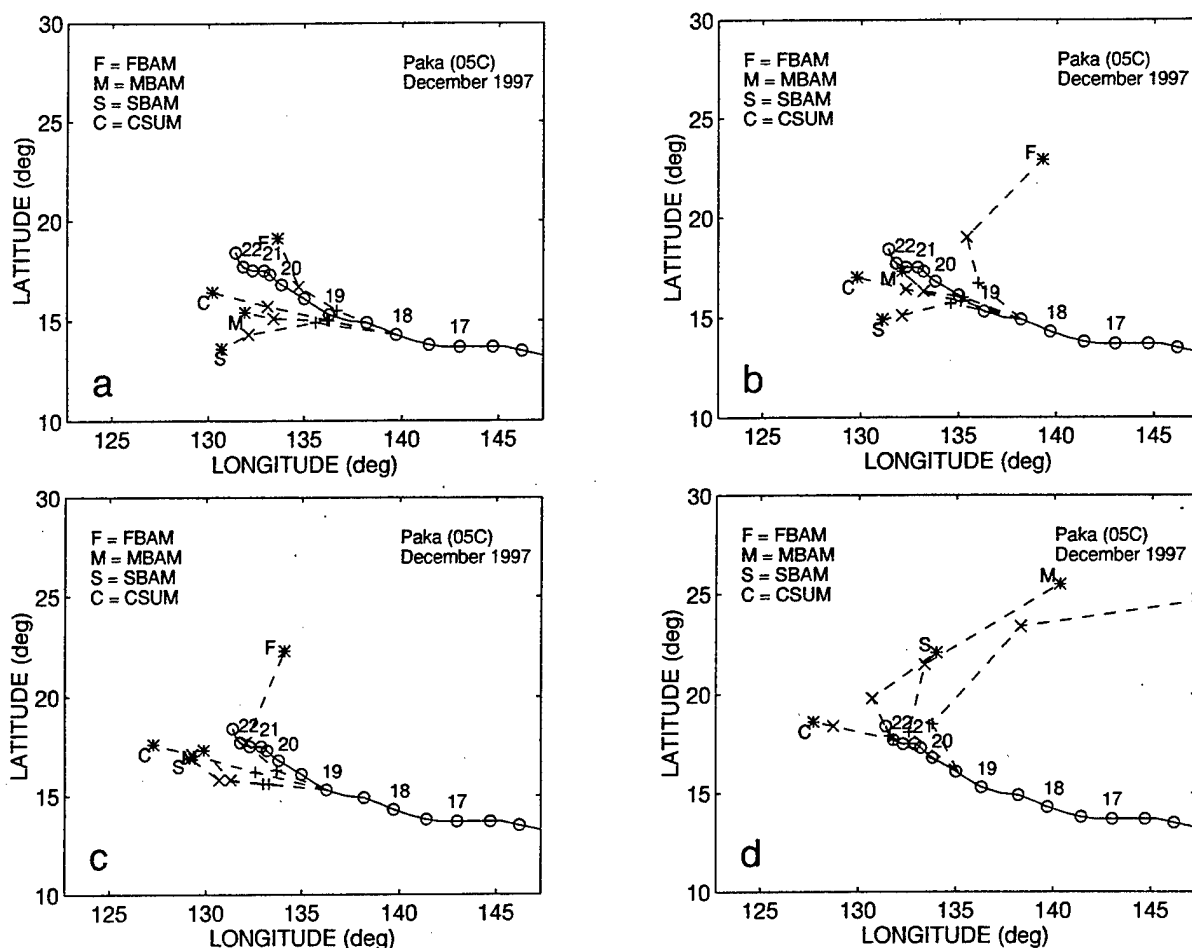 F = FBAM
M = MBAM
S = SBAM
C = CSUM
Paka (05C)
December 1997
30
25
20
15
10
LATITUDE (deg)
F
22
21
20
19
18
17
C
M
S
a
125
130
135
140
145
LONGITUDE (deg)
F = FBAM
M = MBAM
S = SBAM
C = CSUM
Paka (05C)
December 1997
30
25
20
15
10
LATITUDE (deg)
F
22
21
20
19
18
17
M
C
S
b
125
130
135
140
145
LONGITUDE (deg)
F = FBAM
M = MBAM
S = SBAM
C = CSUM
Paka (05C)
December 1997
30
25
20
15
10
LATITUDE (deg)
F
22
21
20
19
18
17
C
S
c
125
130
135
140
145
LONGITUDE (deg)
F = FBAM
M = MBAM
S = SBAM
C = CSUM
Paka (05C)
December 1997
30
25
20
15
10
LATITUDE (deg)
M
S
22
21
20
19
18
17
C
d
125
130
135
140
145
LONGITUDE (deg)